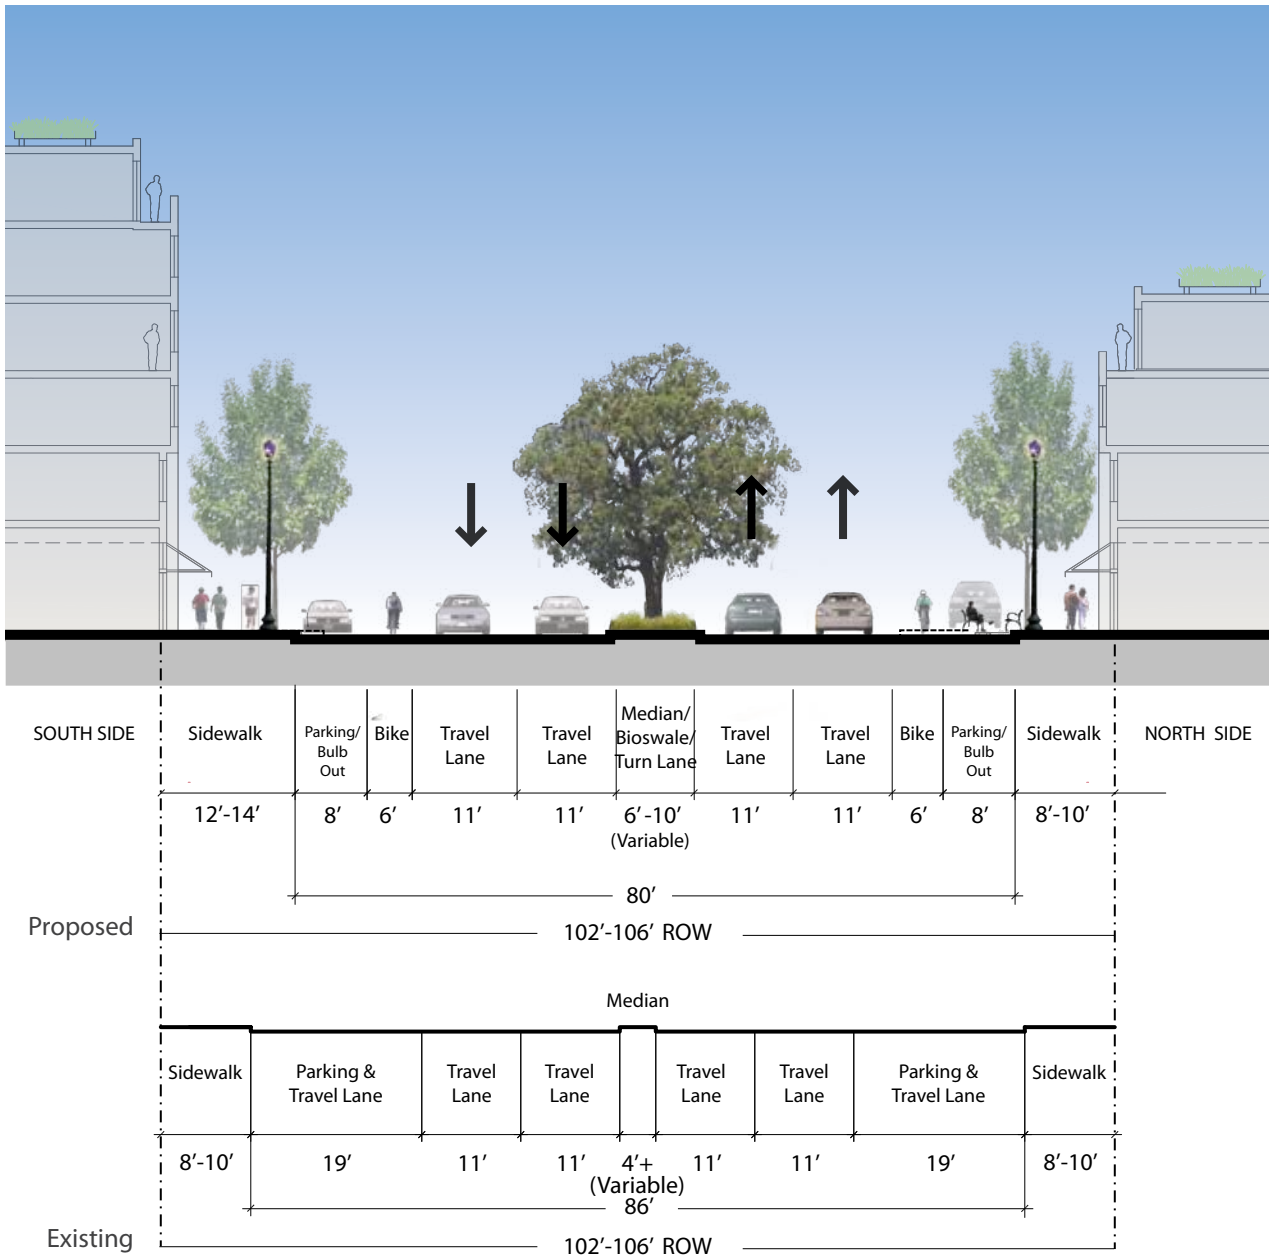 SOUTH SIDE
Sidewalk
Parking/
Bulb
Out
Bike
Travel
Lane
Travel
Lane
Median/
Bioswale/
Turn Lane
Travel
Lane
Travel
Lane
Bike
Parking/
Bulb
Out
Sidewalk
NORTH SIDE
12'-14'
8'
6'
11'
11'
6'-10'
(Variable)
11'
11'
6'
8'
8'-10'
80'
Proposed
102'-106' ROW
Median
Sidewalk
Parking &
Travel Lane
Travel
Lane
Travel
Lane
Travel
Lane
Travel
Lane
Parking &
Travel Lane
Sidewalk
8'-10'
19'
11'
11'
4'+
(Variable)
11'
11'
19'
8'-10'
86'
Existing
102'-106' ROW